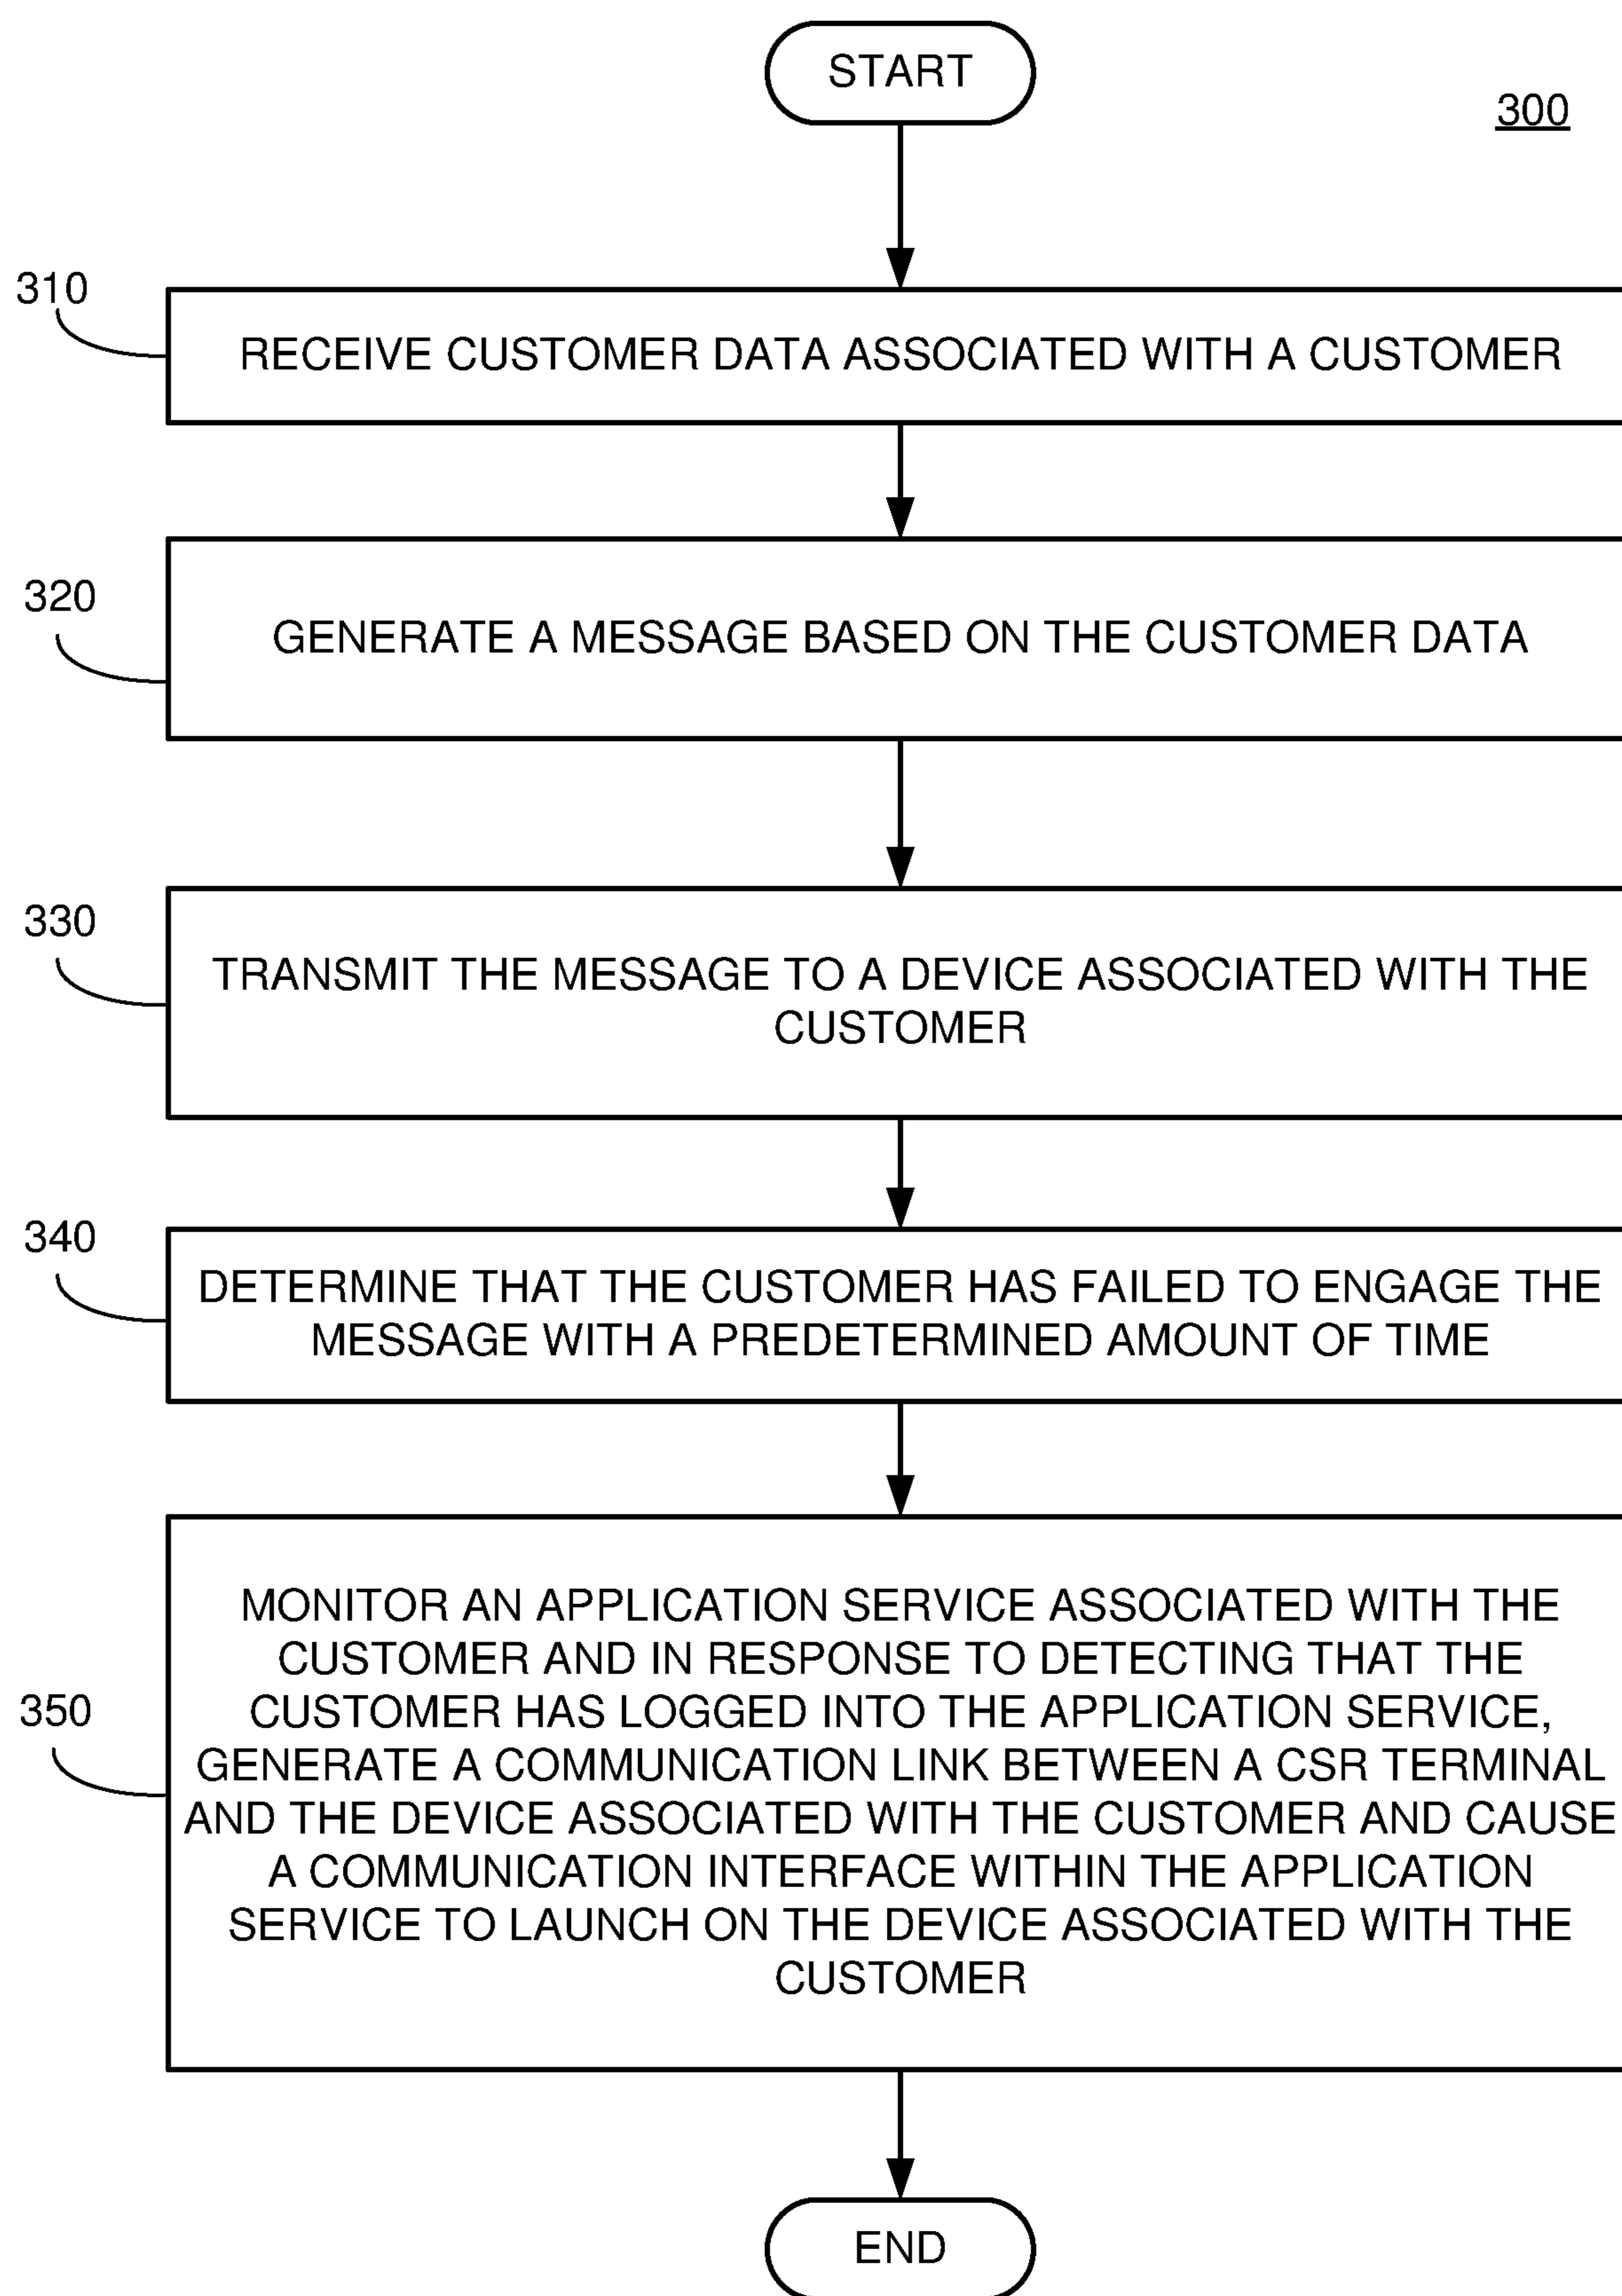 START
300
310
RECEIVE CUSTOMER DATA ASSOCIATED WITH A CUSTOMER
320
GENERATE A MESSAGE BASED ON THE CUSTOMER DATA
330
TRANSMIT THE MESSAGE TO A DEVICE ASSOCIATED WITH THE
CUSTOMER
340
DETERMINE THAT THE CUSTOMER HAS FAILED TO ENGAGE THE
MESSAGE WITH A PREDETERMINED AMOUNT OF TIME
350
MONITOR AN APPLICATION SERVICE ASSOCIATED WITH THE
CUSTOMER AND IN RESPONSE TO DETECTING THAT THE
CUSTOMER HAS LOGGED INTO THE APPLICATION SERVICE,
GENERATE A COMMUNICATION LINK BETWEEN A CSR TERMINAL
AND THE DEVICE ASSOCIATED WITH THE CUSTOMER AND CAUSE
A COMMUNICATION INTERFACE WITHIN THE APPLICATION
SERVICE TO LAUNCH ON THE DEVICE ASSOCIATED WITH THE
CUSTOMER
END